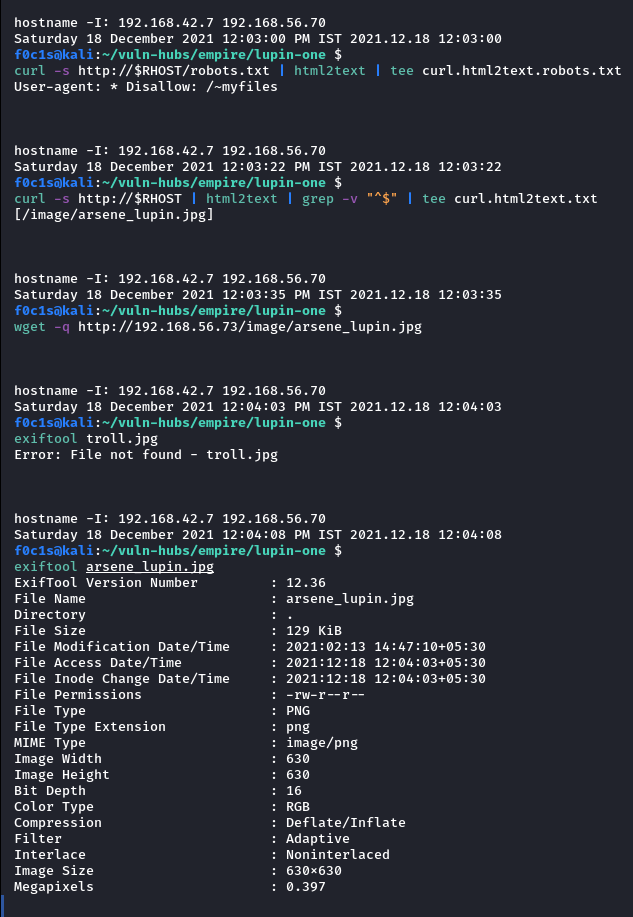 hostname -I: 192.168.42.7 192.168.56.70
Saturday 18 December 2021 12:03:00 PM IST 2021.12.18 12:03:00
f0c1s@kali:~/vuln-hubs/empire/lupin-one $
curl -s http://$RHOST/robots.txt | html2text | tee curl.html2text.robots.txt
User-agent: * Disallow: /~myfiles
hostname -I: 192.168.42.7 192.168.56.70
Saturday 18 December 2021 12:03:22 PM IST 2021.12.18 12:03:22
f0c1s@kali:~/vuln-hubs/empire/lupin-one $
curl -s http://$RHOST | html2text | grep -v "^$" | tee curl.html2text.txt
[/image/arsene_lupin.jpg]
hostname -I: 192.168.42.7 192.168.56.70
Saturday 18 December 2021 12:03:35 PM IST 2021.12.18 12:03:35
f0c1s@kali:~/vuln-hubs/empire/lupin-one $
wget -q http://192.168.56.73/image/arsene_lupin.jpg
hostname -I: 192.168.42.7 192.168.56.70
Saturday 18 December 2021 12:04:03 PM IST 2021.12.18 12:04:03
f0c1s@kali:~/vuln-hubs/empire/lupin-one $
exiftool troll.jpg
Error: File not found - troll.jpg
hostname -I: 192.168.42.7 192.168.56.70
Saturday 18 December 2021 12:04:08 PM IST 2021.12.18 12:04:08
f0c1s@kali:~/vuln-hubs/empire/lupin-one $
exiftool arsene_lupin.jpg
ExifTool Version Number         : 12.36
File Name                       : arsene_lupin.jpg
Directory                       : .
File Size                       : 129 KiB
File Modification Date/Time     : 2021:02:13 14:47:10+05:30
File Access Date/Time           : 2021:12:18 12:04:03+05:30
File Inode Change Date/Time     : 2021:12:18 12:04:03+05:30
File Permissions                : -rw-r--r--
File Type                       : PNG
File Type Extension             : png
MIME Type                       : image/png
Image Width                     : 630
Image Height                    : 630
Bit Depth                       : 16
Color Type                      : RGB
Compression                     : Deflate/Inflate
Filter                          : Adaptive
Interlace                       : Noninterlaced
Image Size                      : 630x630
Megapixels                      : 0.397